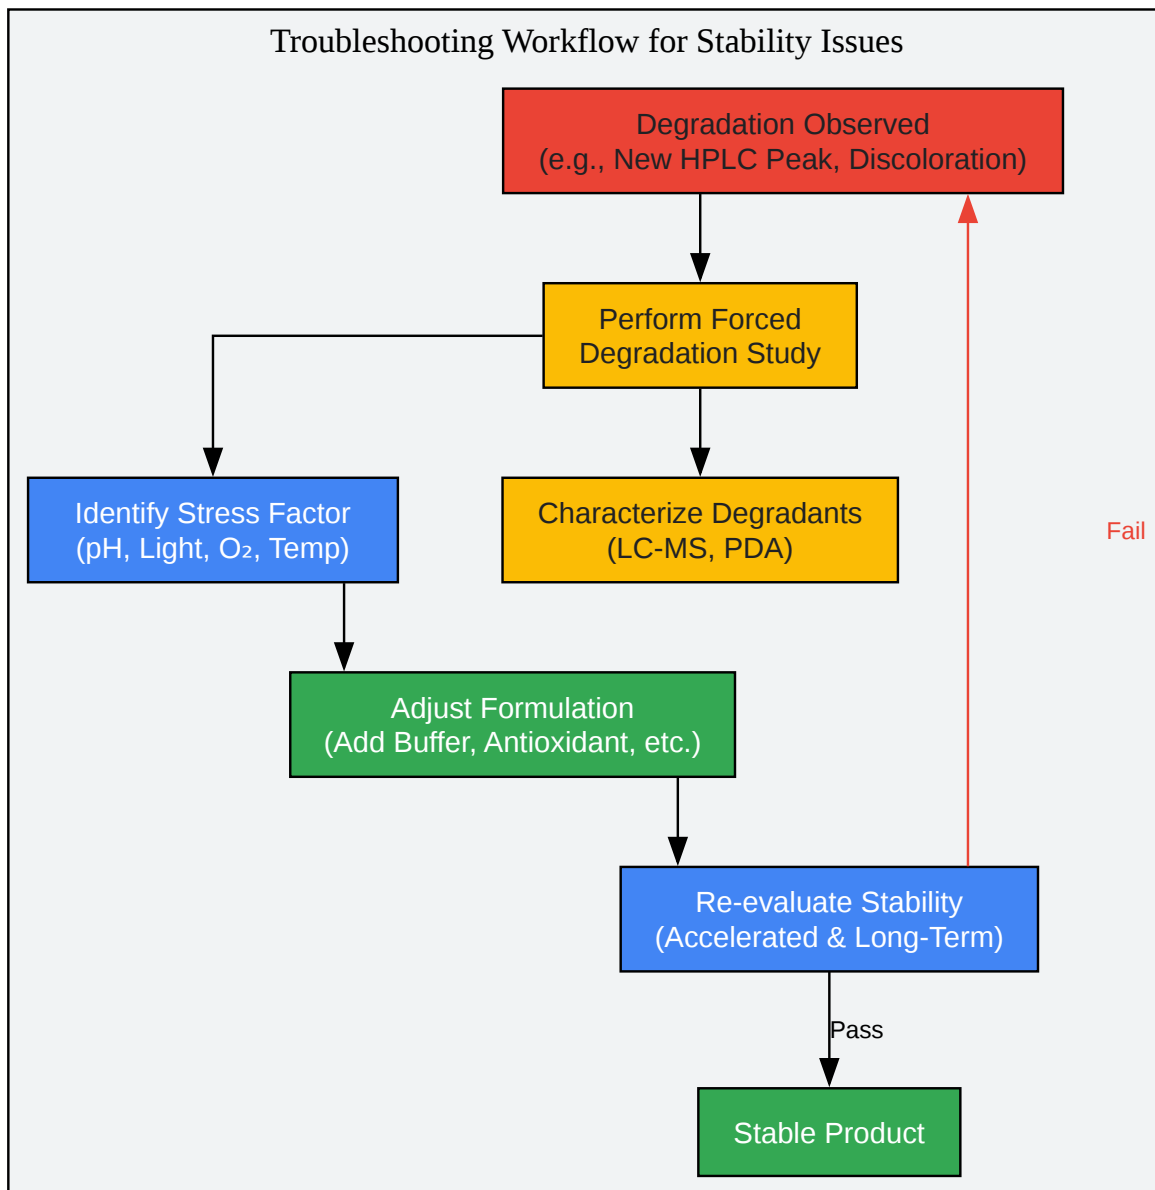 Troubleshooting Workflow for Stability Issues
Degradation Observed
(e.g., New HPLC Peak, Discoloration)
Perform Forced
Degradation Study
Identify Stress Factor
(pH, Light, O₂, Temp)
Characterize Degradants
(LC-MS, PDA)
Fail
Adjust Formulation
(Add Buffer, Antioxidant, etc.)
Re-evaluate Stability
(Accelerated & Long-Term)
Pass
Stable Product